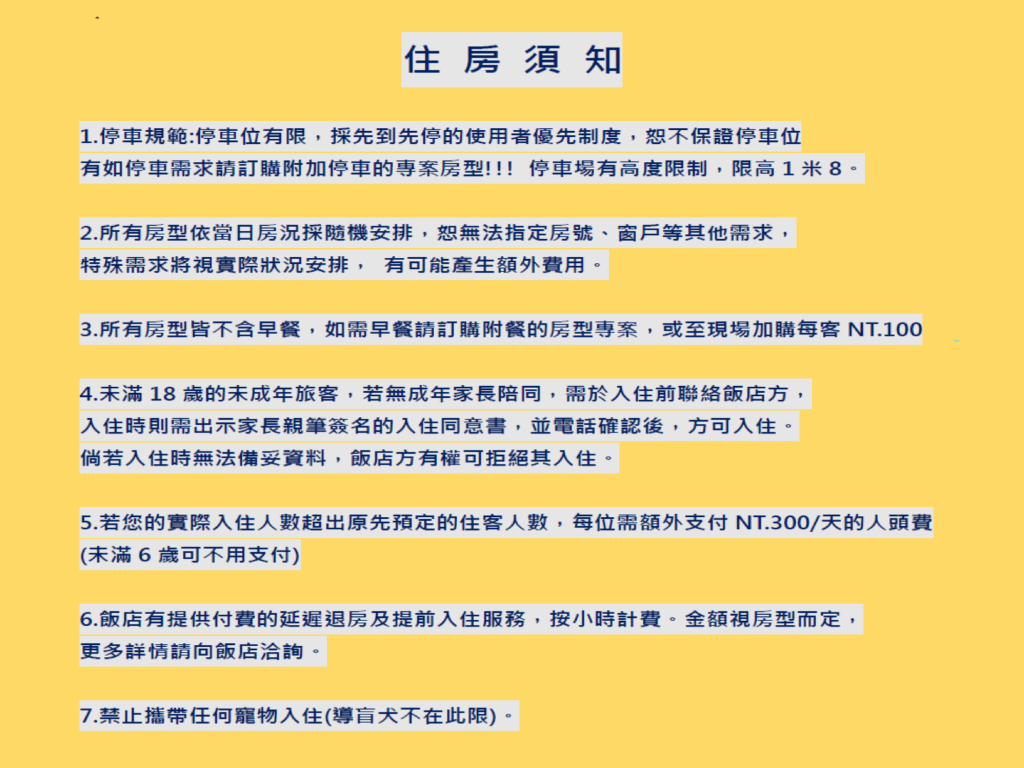 住 房 須 知
1.停車規範:停車位有限，採先到先停的使用者優先制度，恕不保證停車位
有如停車需求請訂購附加停車的專案房型!!! 停車場有高度限制，限高 1 米 8。
2.所有房型依當日房況採隨機安排，恕無法指定房號、窗戶等其他需求，
特殊需求將視實際狀況安排， 有可能產生額外費用。
3.所有房型皆不含早餐，如需早餐請訂購附餐的房型專案，或至現場加購每客 NT.100
4.未滿 18 歲的未成年旅客，若無成年家長陪同，需於入住前聯絡飯店方，
入住時則需出示家長親筆簽名的入住同意書，並電話確認後，方可入住。
倘若入住時無法備妥資料，飯店方有權可拒絕其入住。
5.若您的實際入住人數超出原先預定的住客人數，每位需額外支付 NT.300/天的人頭費
(未滿 6 歲可不用支付)
6.飯店有提供付費的延遲退房及提前入住服務，按小時計費。金額視房型而定，
更多詳情請向飯店洽詢。
7.禁止攜帶任何寵物入住(導盲犬不在此限)。